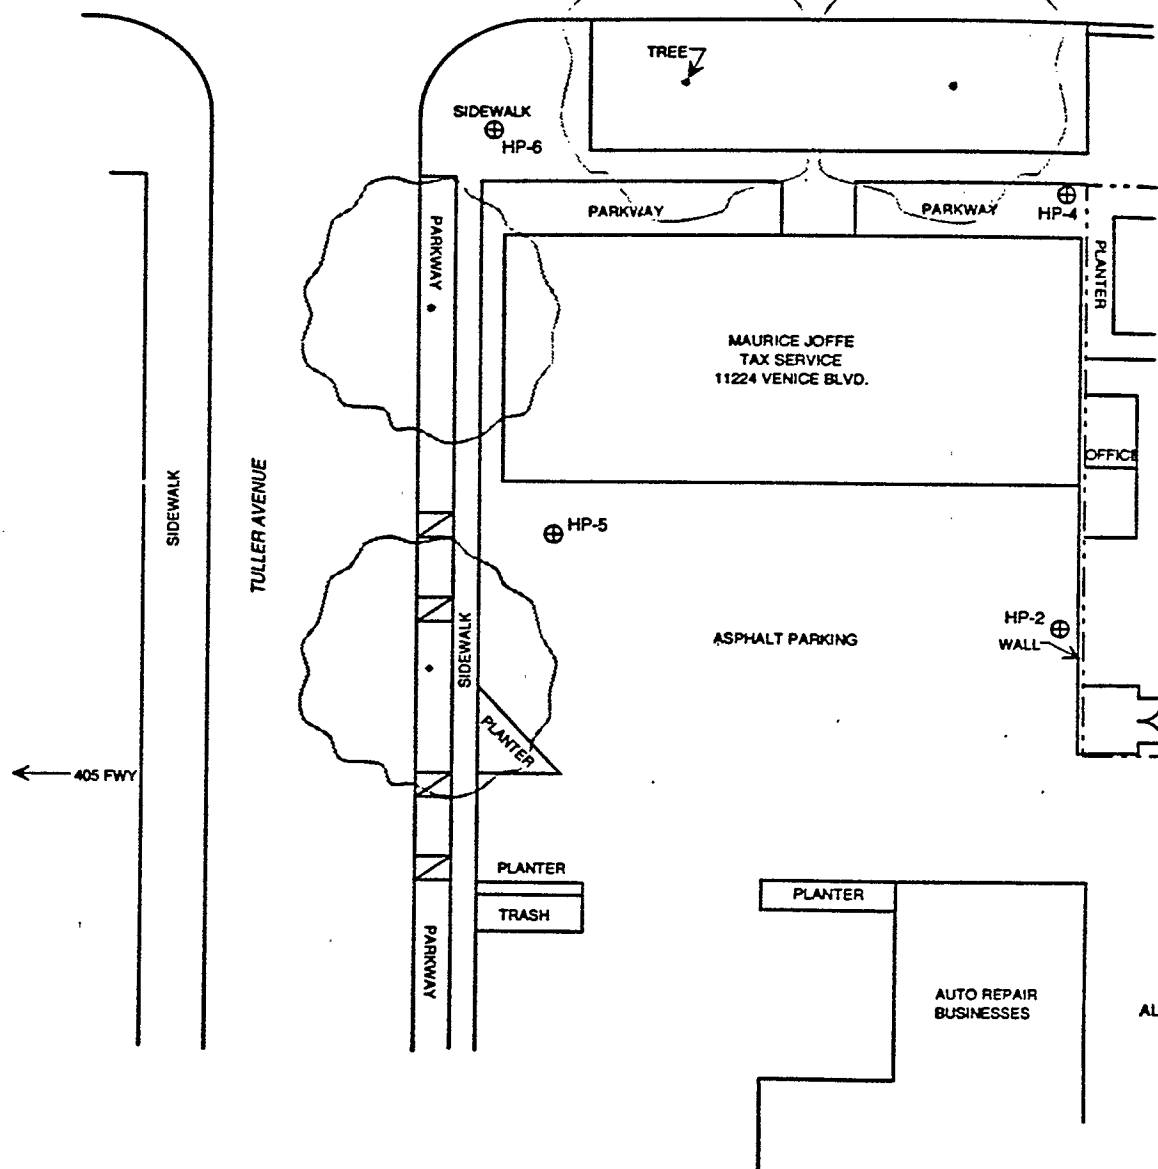 TREE
SIDEWALK
HP-6
PARKWAY
PARKWAY
HP-4
PARKWAY
PLANTER
MAURICE JOFFE
TAX SERVICE
11224 VENICE BLVD.
OFFICE
SIDEWALK
TULLER AVENUE
HP-5
HP-2
WALL
ASPHALT PARKING
SIDEWALK
PLANTER
405 FWY
PLANTER
TRASH
PLANTER
PARKWAY
AUTO REPAIR
BUSINESSES
AL